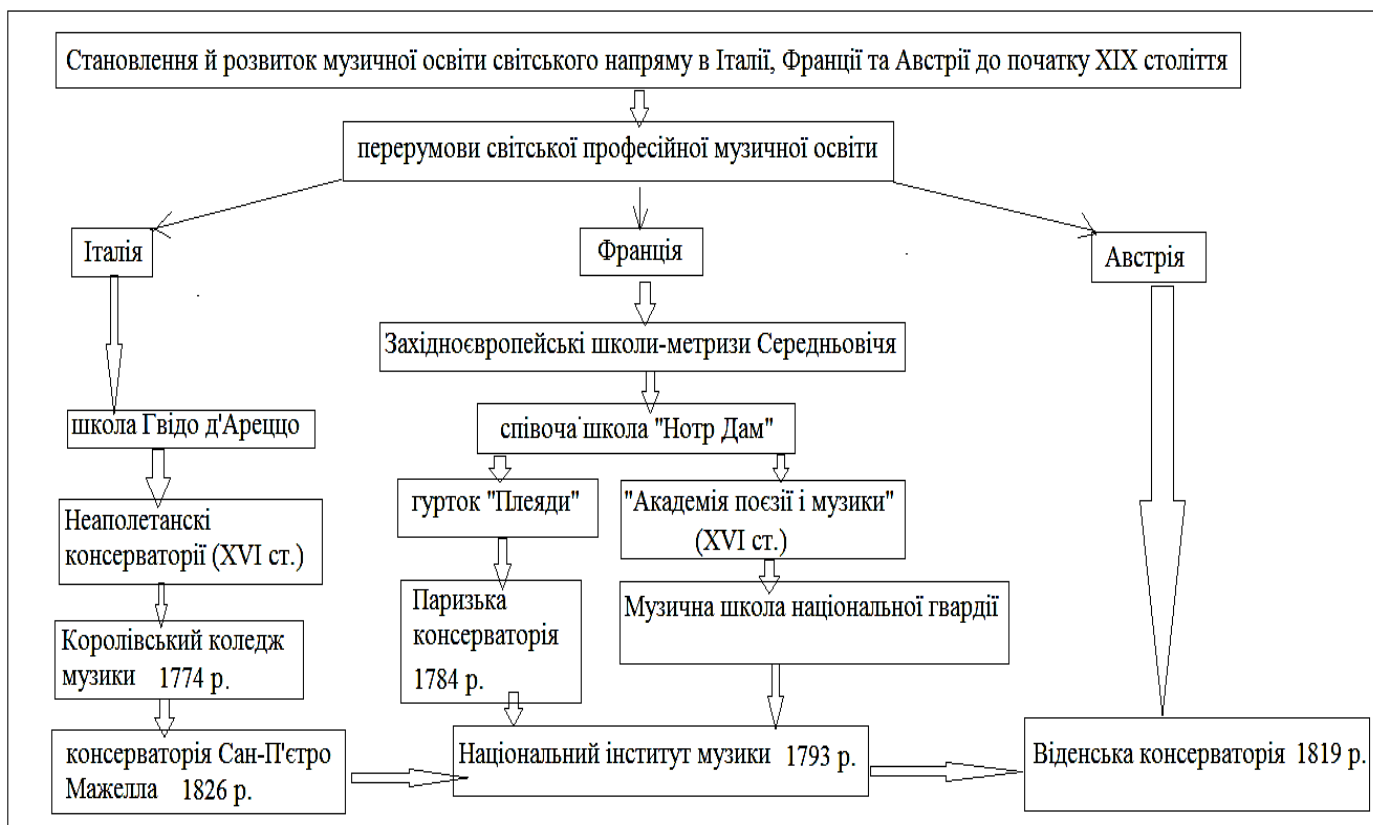 Становлення й розвиток музичної освіти світського напряму в Італії, Франції та Австрії до початку XIX століття
перерумови світської професійної музичної освіти
Італія
Франція
Австрія
Західноєвропейські школи-метризи Середньовічя
школа Гвідо д'Ареццо
співоча школа "Нотр Дам"
гурток "Плеяди"
"Академія поезії і музики"
(XVI ст.)
Неаполетанскі
консерваторії (XVI ст.)
Паризька
консерваторія
1784 р.
Музична школа національної гвардії
Королівський коледж
музики 1774 р.
консерваторія Сан-П'єтро
Мажелла 1826 р.
Національний інститут музики 1793 р.
Віденська консерваторія 1819 р.